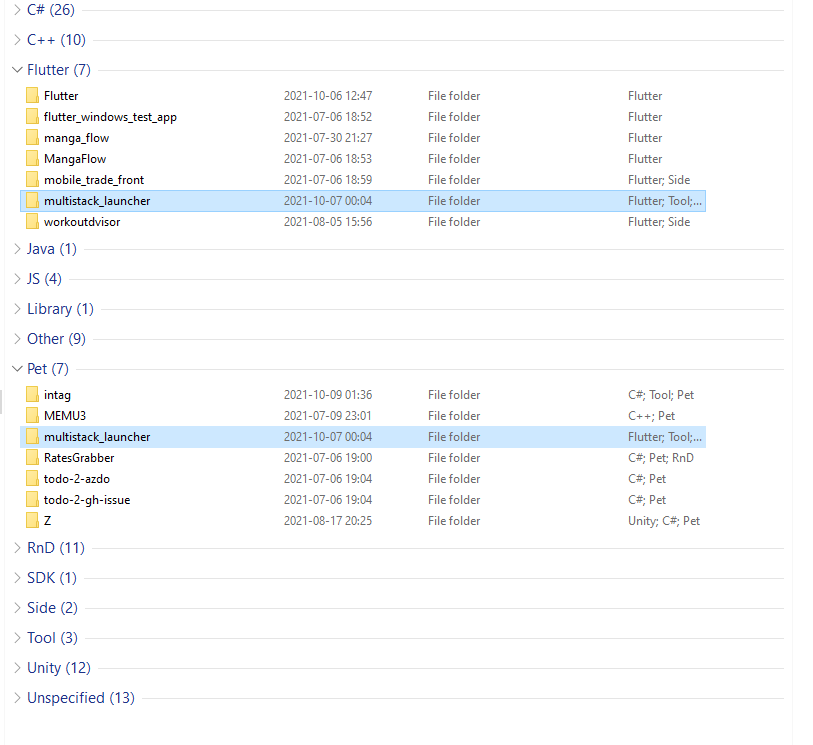 C# (26)
C++ (10)
Flutter (7)
Flutter 2021-10-06 12:47 File folder Flutter
flutter_windows_test_app 2021-07-06 18:52 File folder Flutter
manga_flow 2021-07-30 21:27 File folder Flutter
MangaFlow 2021-07-06 18:53 File folder Flutter
mobile_trade_front 2021-07-06 18:59 File folder Flutter; Side
multistack_launcher 2021-10-07 00:04 File folder Flutter; Tool;...
workoutdvisor 2021-08-05 15:56 File folder Flutter; Side
Java (1)
JS (4)
Library (1)
Other (9)
Pet (7)
intag 2021-10-09 01:36 File folder C#; Tool; Pet
MEMU3 2021-07-09 23:01 File folder C++; Pet
multistack_launcher 2021-10-07 00:04 File folder Flutter; Tool;...
RatesGrabber 2021-07-06 19:00 File folder C#; Pet; RnD
todo-2-azdo 2021-07-06 19:04 File folder C#; Pet
todo-2-gh-issue 2021-07-06 19:04 File folder C#; Pet
Z 2021-08-17 20:25 File folder Unity; C#; Pet
RnD (11)
SDK (1)
Side (2)
Tool (3)
Unity (12)
Unspecified (13)